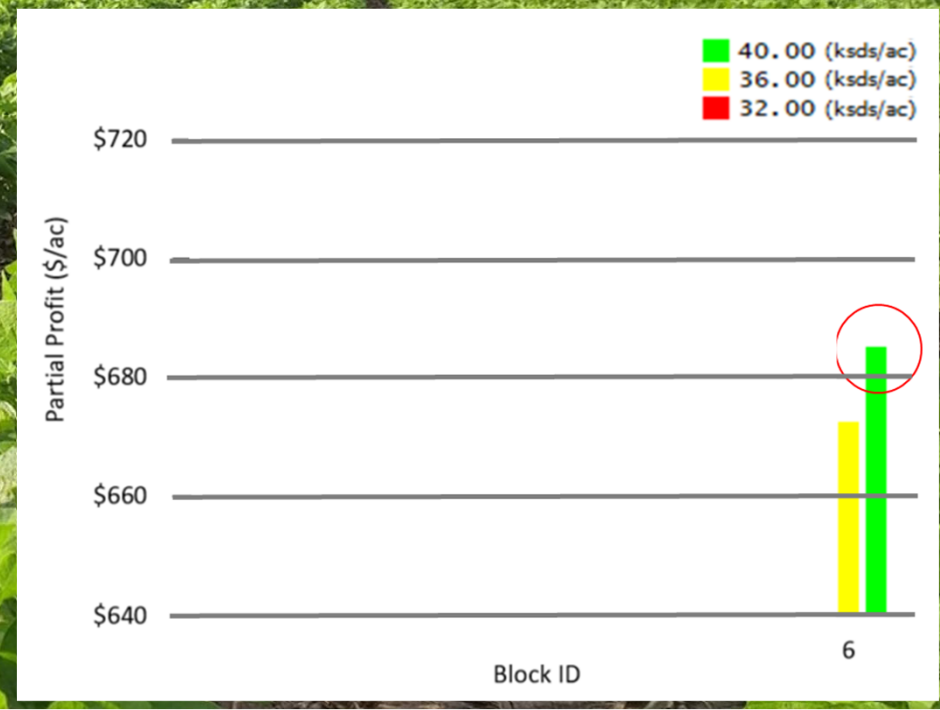 40.00 (ksds/ac)
36.00 (ksds/ac)
32.00 (ksds/ac)
$720
$700
$680
$660
$640
Partial Profit ($/ac)
6
Block ID